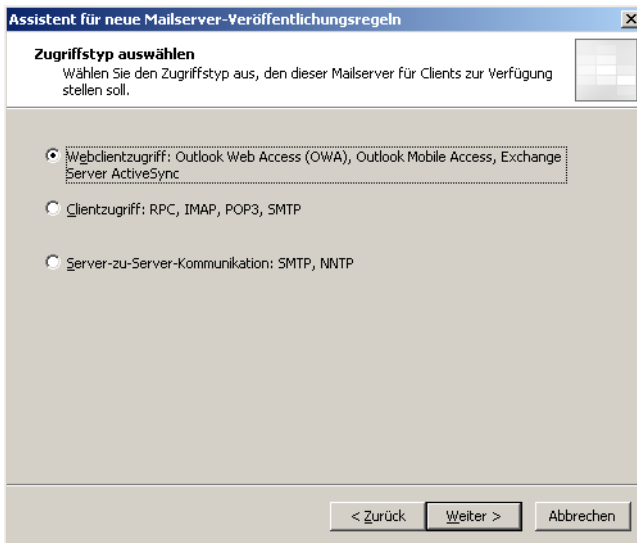 Assistent für neue Mailserver-Veröffentlichungsregeln
Zugriffstyp auswählen
Wählen Sie den Zugriffstyp aus, den dieser Mailserver für Clients zur Verfügung
stellen soll.
Webclientzugriff: Outlook Web Access (OWA), Outlook Mobile Access, Exchange
Server ActiveSync
Clientzugriff: RPC, IMAP, POP3, SMTP
Server-zu-Server-Kommunikation: SMTP, NNTP
< Zurück
Weiter >
Abbrechen